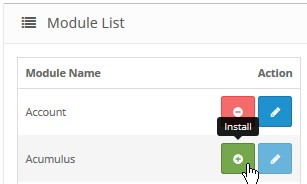 Module List
Module Name Action
Account
Install
Acumulus